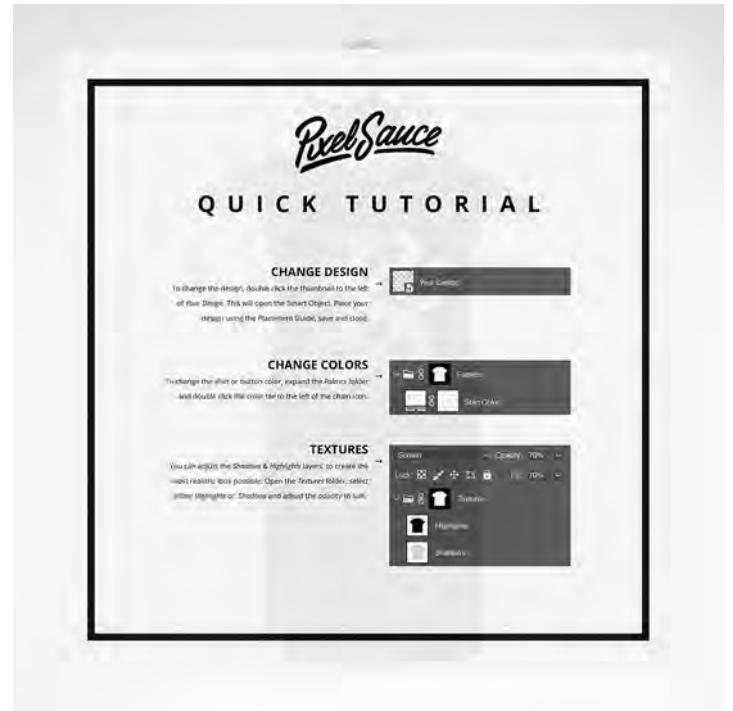 PixelSauce
QUICK TUTORIAL
CHANGE DESIGN
To change the design, double click the thumbnail to the left
of Your Design. This will open the Smart Object. Place your
design using the Placement Guide, save and close.
Your Design
CHANGE COLORS
To change the shirt or button color, expand the Fabrics folder
and double click the color tile to the left of the chain icon.
Shirt Color
TEXTURES
You can adjust the Shadows & Highlights layers, to create the
most realistic look possible. Open the Textures folder, select
either Highlights or Shadows and adjust the opacity to suit.
Screen
Opacity: 70%
Lock:
70%
Textures
Highlights
Shadows